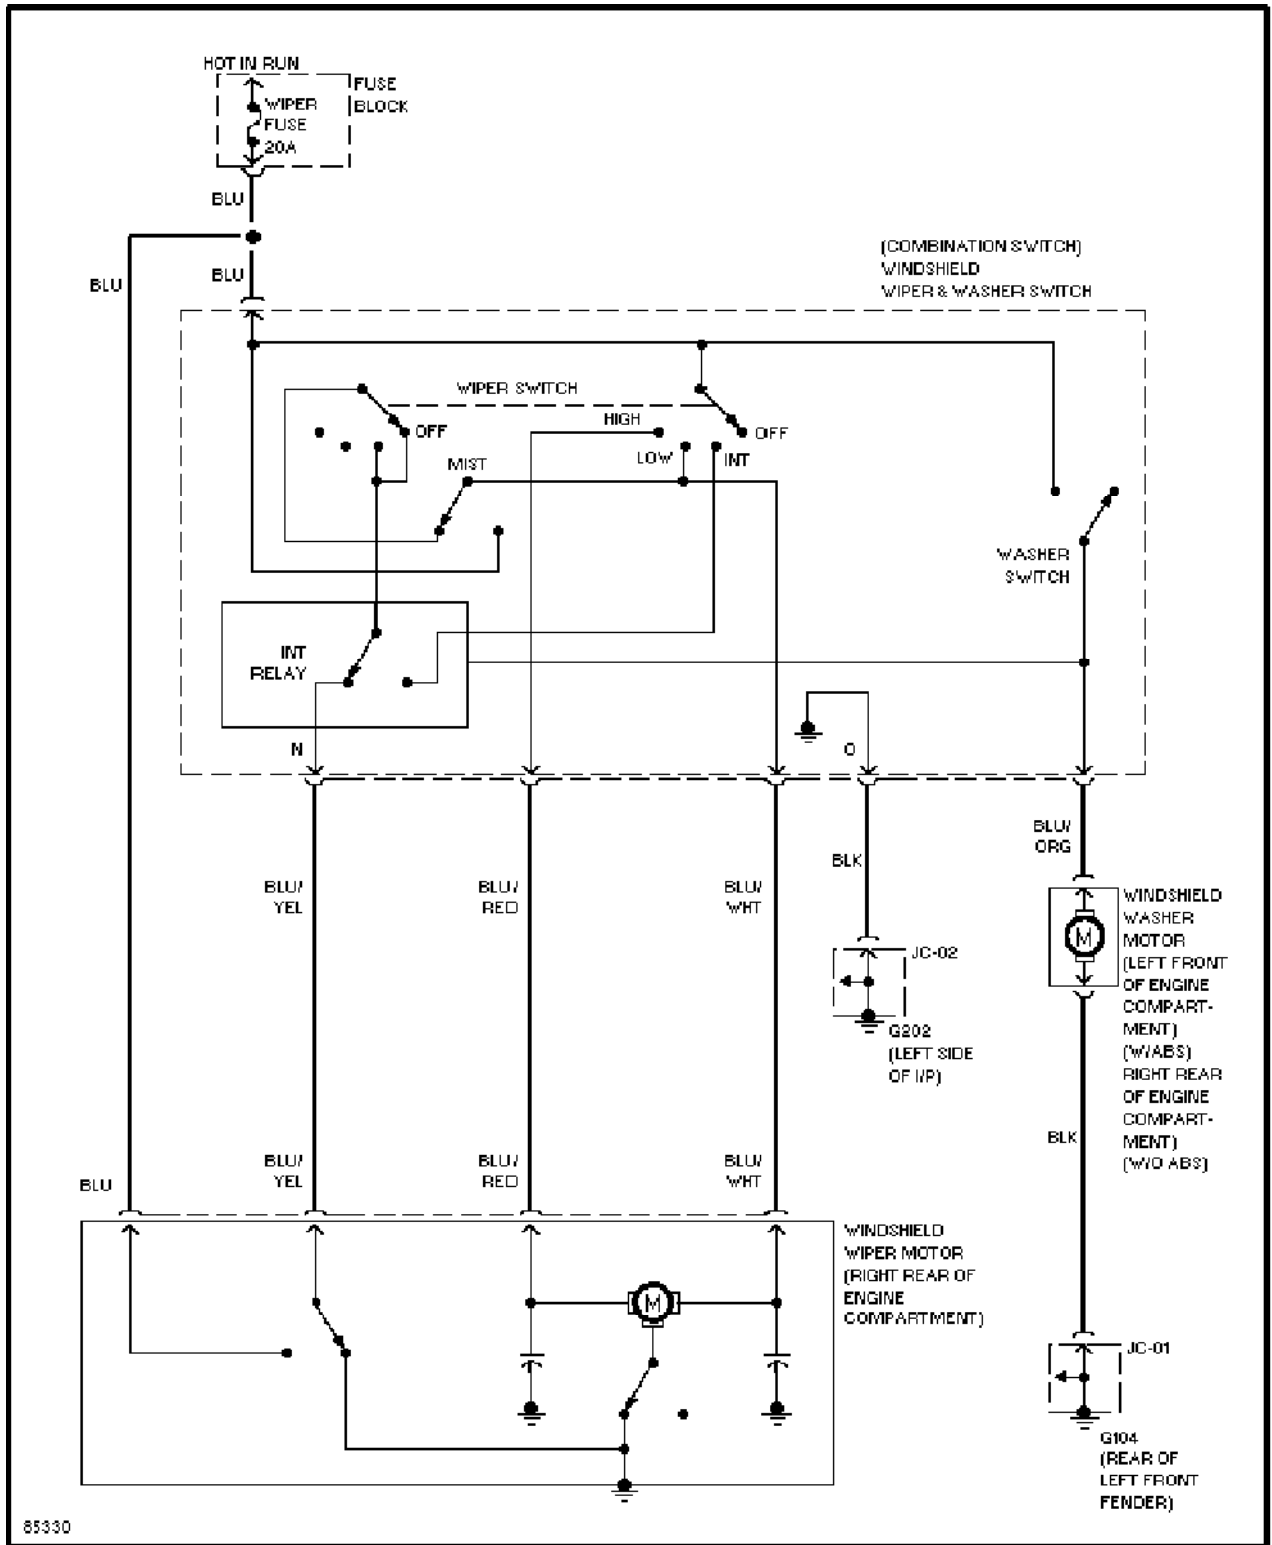 HOT IN RUN
FUSE
BLOCK
WIPER
FUSE
20A
BLU
BLU
BLU
(COMBINATION SWITCH)
WINDSHIELD
WIPER & WASHER SWITCH
WIPER SWITCH
HIGH
OFF
OFF
LOW
INT
MIST
WASHER
SWITCH
INT
RELAY
N
O
BLU/
ORG
BLK
BLU/
YEL
BLU/
RED
BLU/
WHT
M
WINDSHIELD
WASHER
MOTOR
(LEFT FRONT
OF ENGINE
COMPART-
MENT)
(W/ABS)
RIGHT REAR
OF ENGINE
COMPART-
MENT)
(W/O ABS)
JC-02
G202
(LEFT SIDE
OF I/P)
BLK
BLU
BLU/
YEL
BLU/
RED
BLU/
WHT
WINDSHIELD
WIPER MOTOR
(RIGHT REAR OF
ENGINE
COMPARTMENT)
M
JC-01
G104
(REAR OF
LEFT FRONT
FENDER)
85330